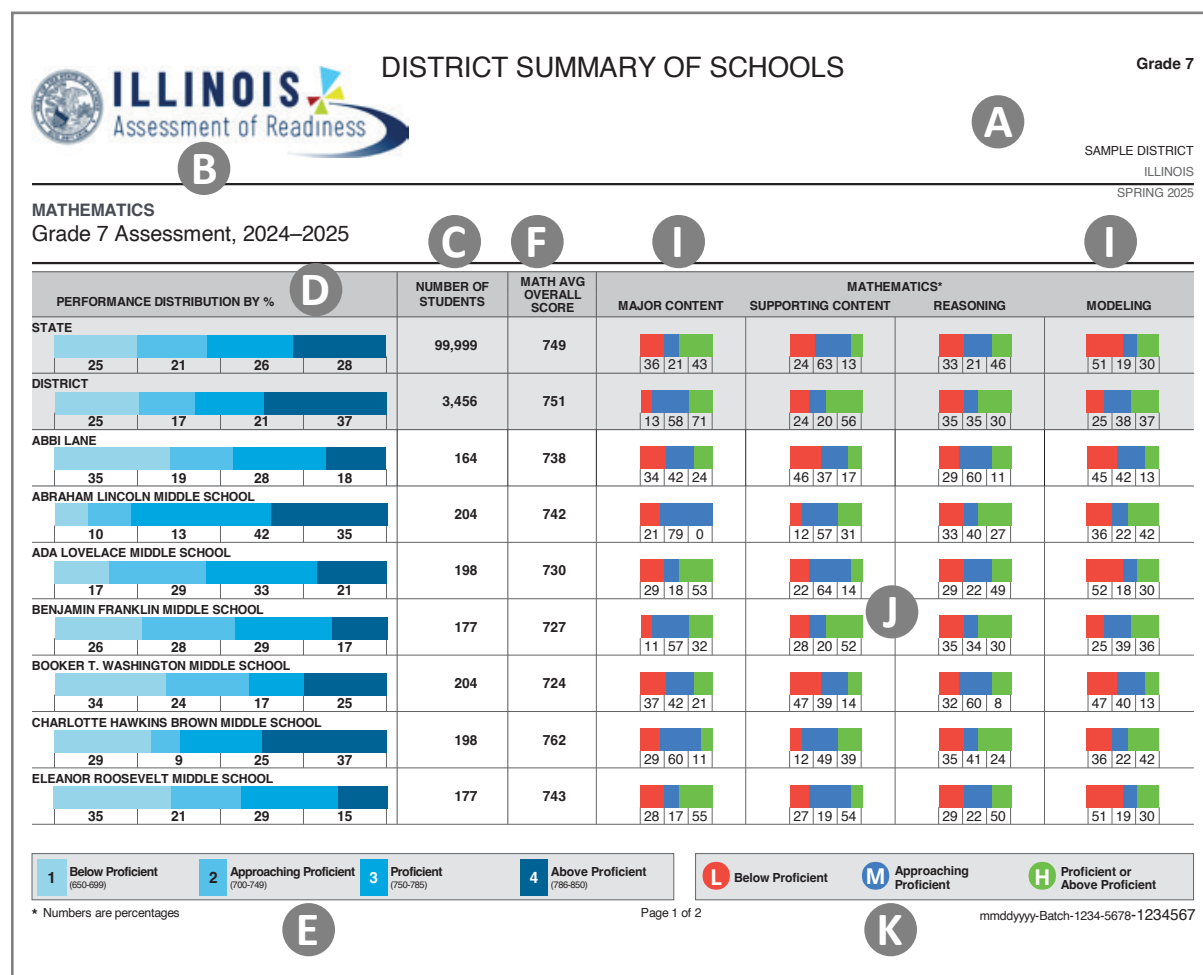 DISTRICT SUMMARY OF SCHOOLS
Grade 7
ILLINOIS
Assessment of Readiness
A
B
SAMPLE DISTRICT
ILLINOIS
SPRING 2025
MATHEMATICS
Grade 7 Assessment, 2024–2025
C F I I
D
PERFORMANCE DISTRIBUTION BY %
NUMBER OF STUDENTS
MATH AVG OVERALL SCORE
MATHEMATICS*
MAJOR CONTENT SUPPORTING CONTENT REASONING MODELING
STATE
99,999 749
25 21 26 28 36 21 43 24 63 13 33 21 46 51 19 30
DISTRICT
3,456 751
25 17 21 37 13 58 71 24 20 56 35 35 30 25 38 37
ABBI LANE
164 738
35 19 28 18 34 42 24 46 37 17 29 60 11 45 42 13
ABRAHAM LINCOLN MIDDLE SCHOOL
204 742
10 13 42 35 21 79 0 12 57 31 33 40 27 36 22 42
ADA LOVELACE MIDDLE SCHOOL
198 730
17 29 33 21 29 18 53 22 64 14 29 22 49 52 18 30
J
BENJAMIN FRANKLIN MIDDLE SCHOOL
177 727
26 28 29 17 11 57 32 28 20 52 35 34 30 25 39 36
BOOKER T. WASHINGTON MIDDLE SCHOOL
204 724
34 24 17 25 37 42 21 47 39 14 32 60 8 47 40 13
CHARLOTTE HAWKINS BROWN MIDDLE SCHOOL
198 762
29 9 25 37 29 60 11 12 49 39 35 41 24 36 22 42
ELEANOR ROOSEVELT MIDDLE SCHOOL
177 743
35 21 29 15 28 17 55 27 19 54 29 22 50 51 19 30
1 Below Proficient (650-699)
2 Approaching Proficient (700-749)
3 Proficient (750-785)
4 Above Proficient (786-850)
L Below Proficient
M Approaching Proficient
H Proficient or Above Proficient
* Numbers are percentages
E
Page 1 of 2
K
mmddyyyy-Batch-1234-5678-1234567